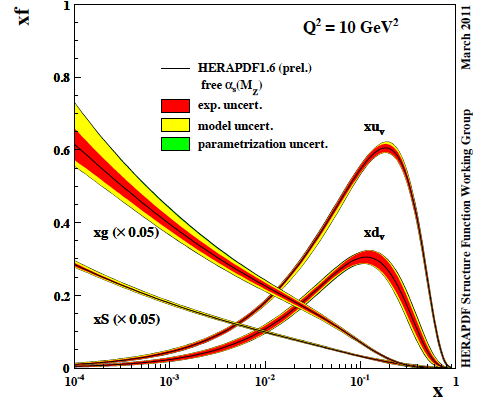 xf
1
0.8
0.6
0.4
0.2
0
Q² = 10 GeV²
HERAPDF1.6 (prel.)
free αₛ(M_Z)
exp. uncert.
model uncert.
parametrization uncert.
xuᵥ
xdᵥ
xg (× 0.05)
xS (× 0.05)
10⁻⁴
10⁻³
10⁻²
10⁻¹
1
x
HERAPDF Structure Function Working Group March 2011